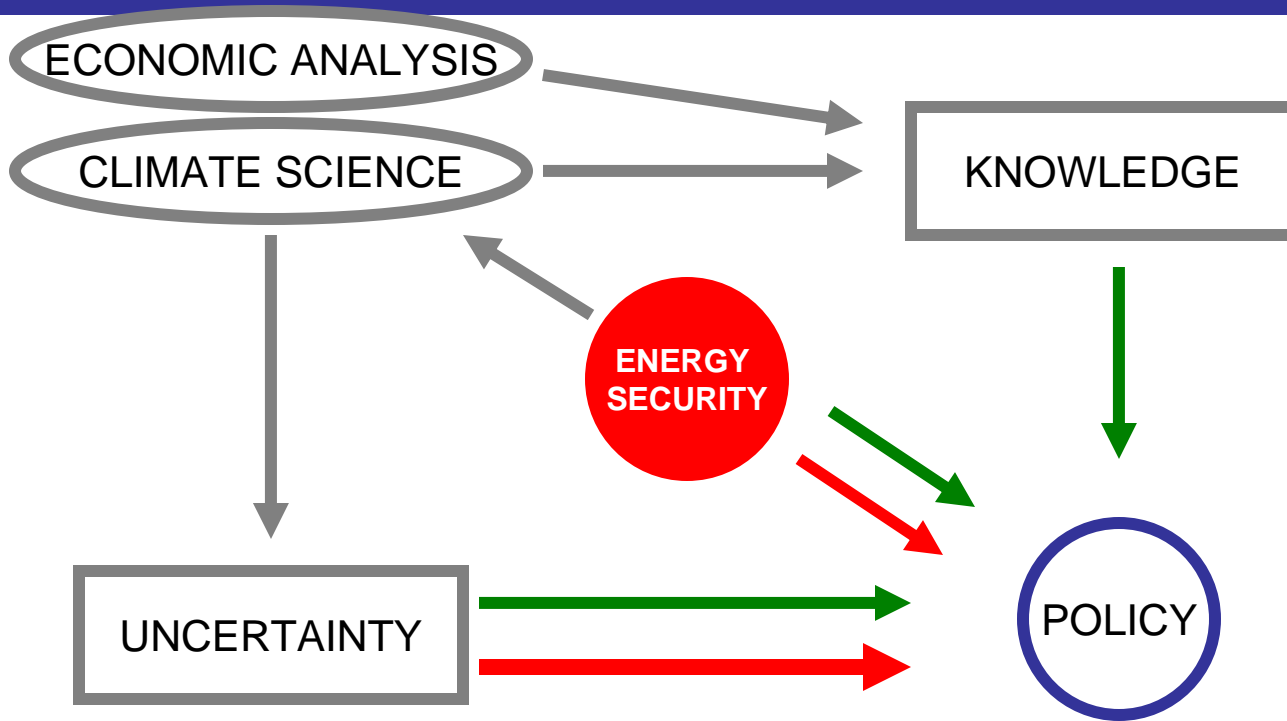 ECONOMIC ANALYSIS
CLIMATE SCIENCE
KNOWLEDGE
ENERGY
SECURITY
UNCERTAINTY
POLICY